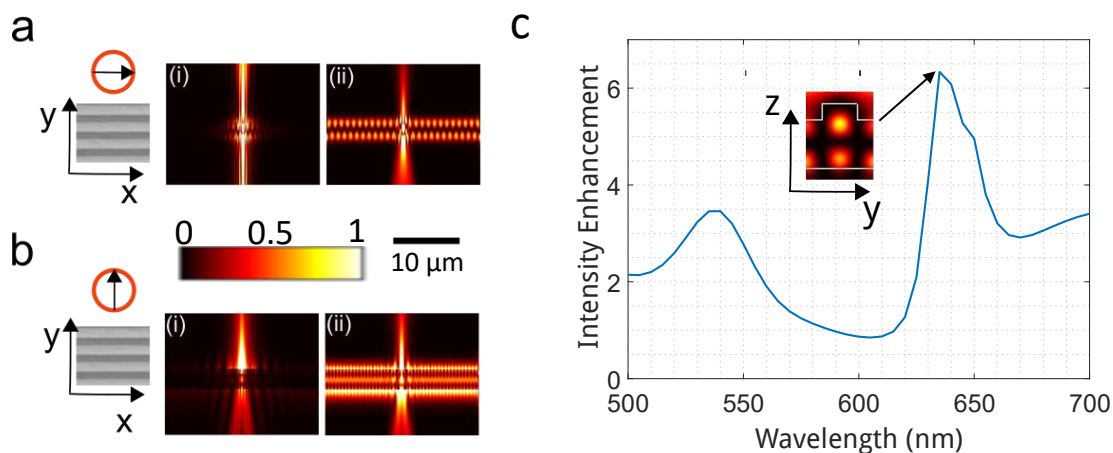 a
(i)
(ii)
y
x
0 0.5 1
10 μm
b
(i)
(ii)
y
x
c
Intensity Enhancement
6
4
2
0
z
y
500 550 600 650 700
Wavelength (nm)